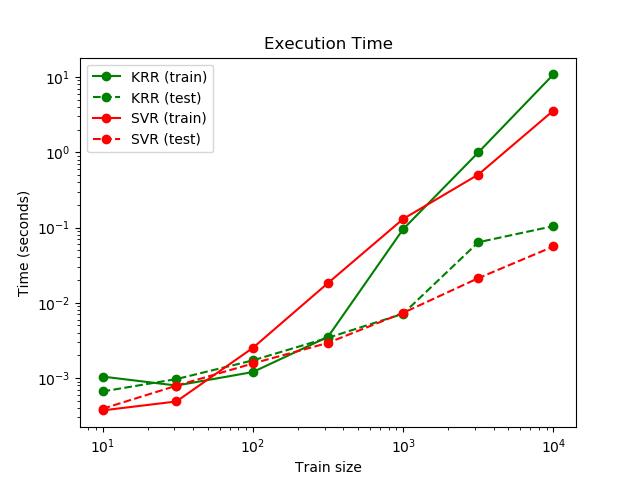 Execution Time
KRR (train)
KRR (test)
SVR (train)
SVR (test)
Time (seconds)
10¹
10⁰
10⁻¹
10⁻²
10⁻³
10¹
10²
10³
10⁴
Train size